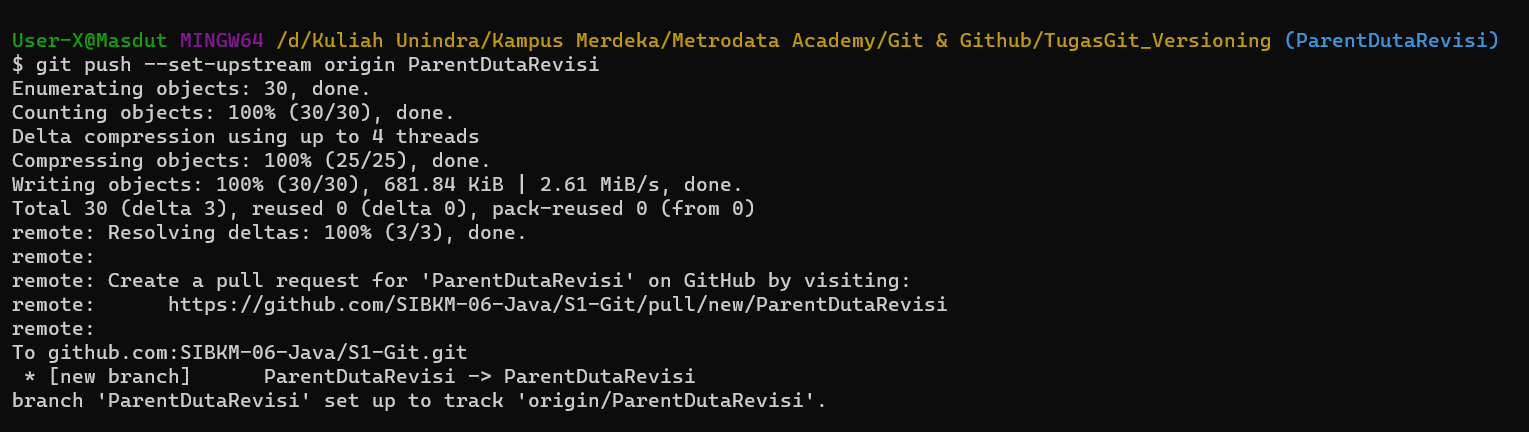 User-X@Masdut MINGW64 /d/Kuliah Unindra/Kampus Merdeka/Metrodata Academy/Git & Github/TugasGit_Versioning (ParentDutaRevisi)
$ git push --set-upstream origin ParentDutaRevisi
Enumerating objects: 30, done.
Counting objects: 100% (30/30), done.
Delta compression using up to 4 threads
Compressing objects: 100% (25/25), done.
Writing objects: 100% (30/30), 681.84 KiB | 2.61 MiB/s, done.
Total 30 (delta 3), reused 0 (delta 0), pack-reused 0 (from 0)
remote: Resolving deltas: 100% (3/3), done.
remote:
remote: Create a pull request for 'ParentDutaRevisi' on GitHub by visiting:
remote:      https://github.com/SIBKM-06-Java/S1-Git/pull/new/ParentDutaRevisi
remote:
To github.com:SIBKM-06-Java/S1-Git.git
 * [new branch]      ParentDutaRevisi -> ParentDutaRevisi
branch 'ParentDutaRevisi' set up to track 'origin/ParentDutaRevisi'.